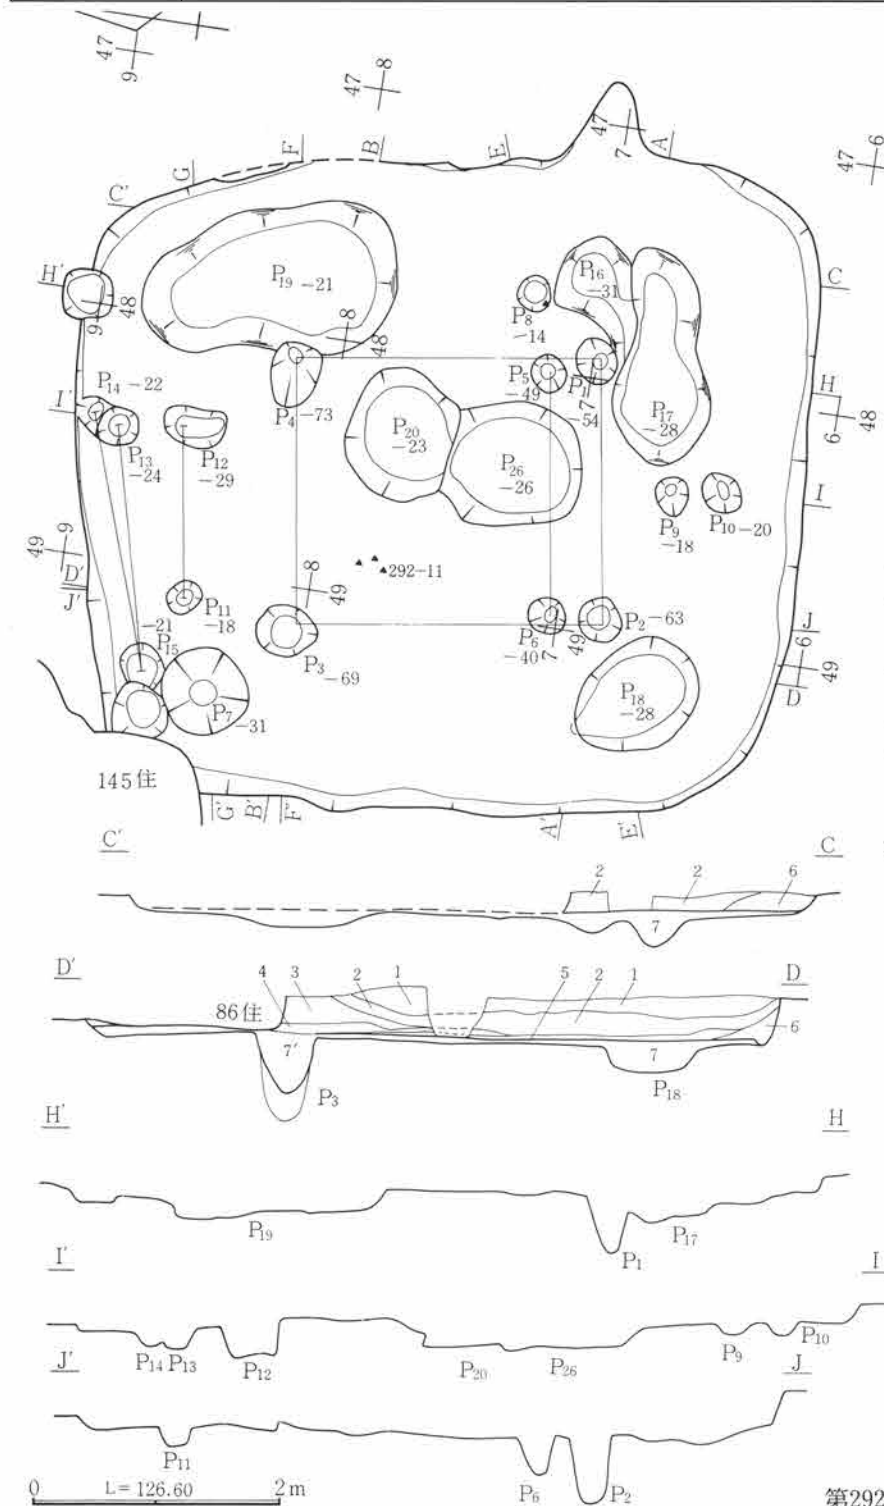 47
9
47
8
47
7
47
6
C'
G
F
B
E
A
H'
C
P19 -21
P16
-31
9
48
8
48
P8
-14
P14 -22
I'
P4 -73
P5
-49
P1
7
-54
H
6
48
P13
-24
P12
-29
P20
-23
P26
-26
P17
-28
P9
-18
P10 -20
I
49
9
D'
J'
292-11
8
49
P11
-18
-21
P15
P3
-69
P6
-40
7
49
P2 -63
J
6
49
D
P7
-31
P18
-28
145住
G'
B'
F'
A'
E'
C'
C
2
2
6
7
D'
D
4
3
2
1
5
2
1
86住
6
7'
7
P3
P18
H'
H
P19
P1
P17
I'
I
P14
P13
P12
P20
P26
P9
P10
J'
J
P11
P6
P2
0
L=126.60
2m
第292